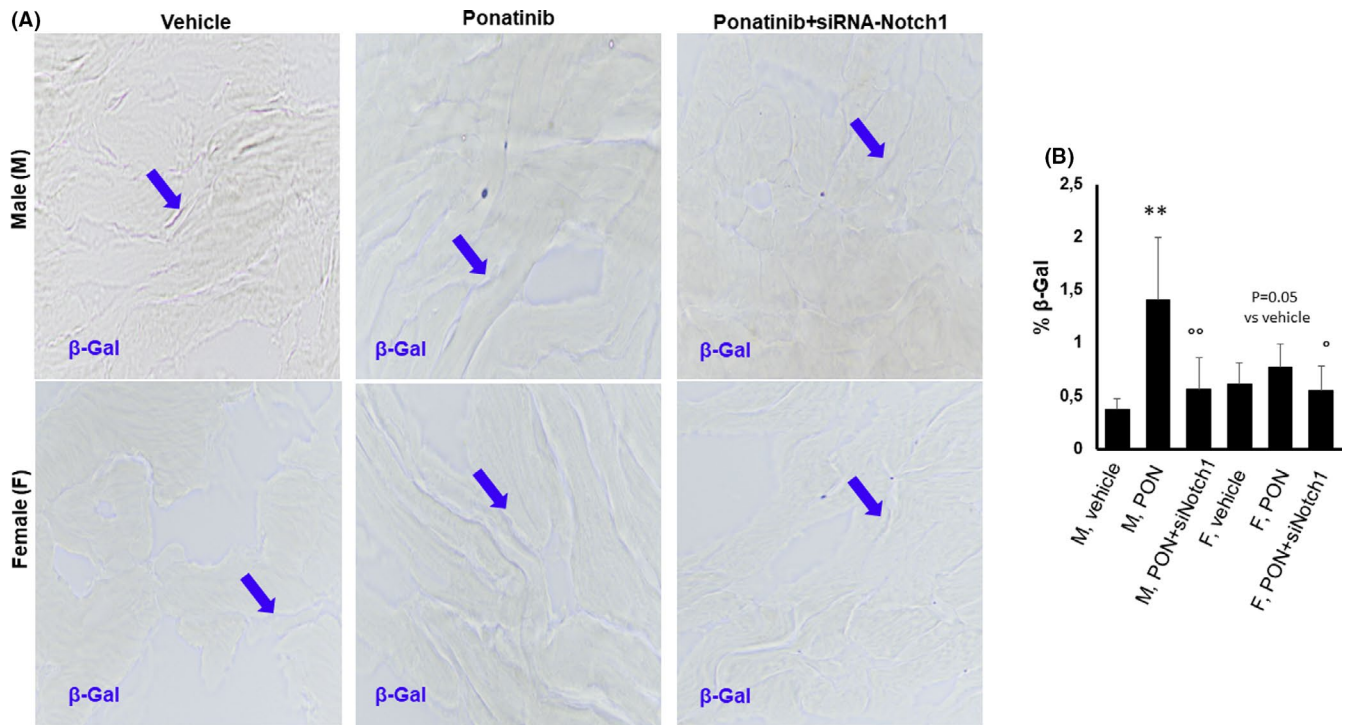 (A)
Vehicle
Ponatinib
Ponatinib+siRNA-Notch1
Male (M)
β-Gal
β-Gal
β-Gal
Female (F)
β-Gal
β-Gal
β-Gal
(B)
% β-Gal
2,5
2
1,5
1
0,5
0
**
°°
P=0.05
vs vehicle
°
M, vehicle
M, PON
M, PON+siNotch1
F, vehicle
F, PON
F, PON+siNotch1